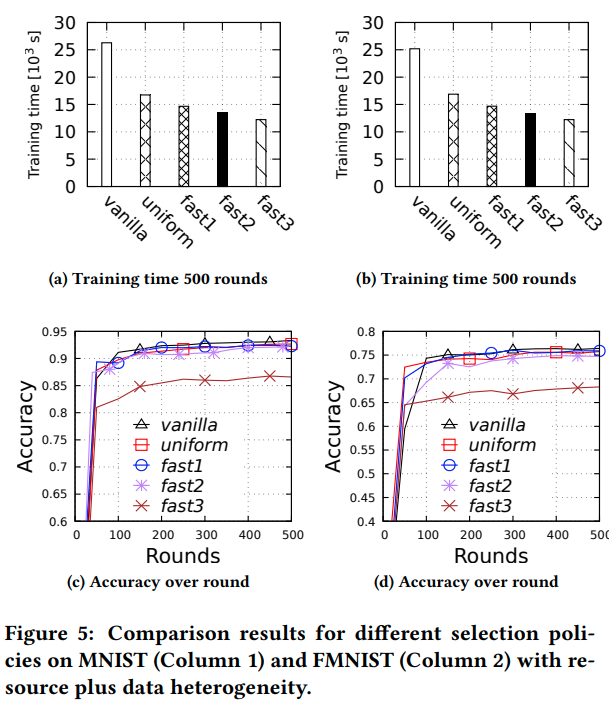 Training time [10³ s]
30
25
20
15
10
5
0
vanilla
uniform
fast1
fast2
fast3
(a) Training time 500 rounds
Training time [10³ s]
30
25
20
15
10
5
0
vanilla
uniform
fast1
fast2
fast3
(b) Training time 500 rounds
Accuracy
0.95
0.9
0.85
0.8
0.75
0.7
0.65
0.6
vanilla
uniform
fast1
fast2
fast3
0 100 200 300 400 500
Rounds
(c) Accuracy over round
Accuracy
0.8
0.75
0.7
0.65
0.6
0.55
0.5
0.45
0.4
vanilla
uniform
fast1
fast2
fast3
0 100 200 300 400 500
Rounds
(d) Accuracy over round
Figure 5: Comparison results for different selection poli-
cies on MNIST (Column 1) and FMNIST (Column 2) with re-
source plus data heterogeneity.